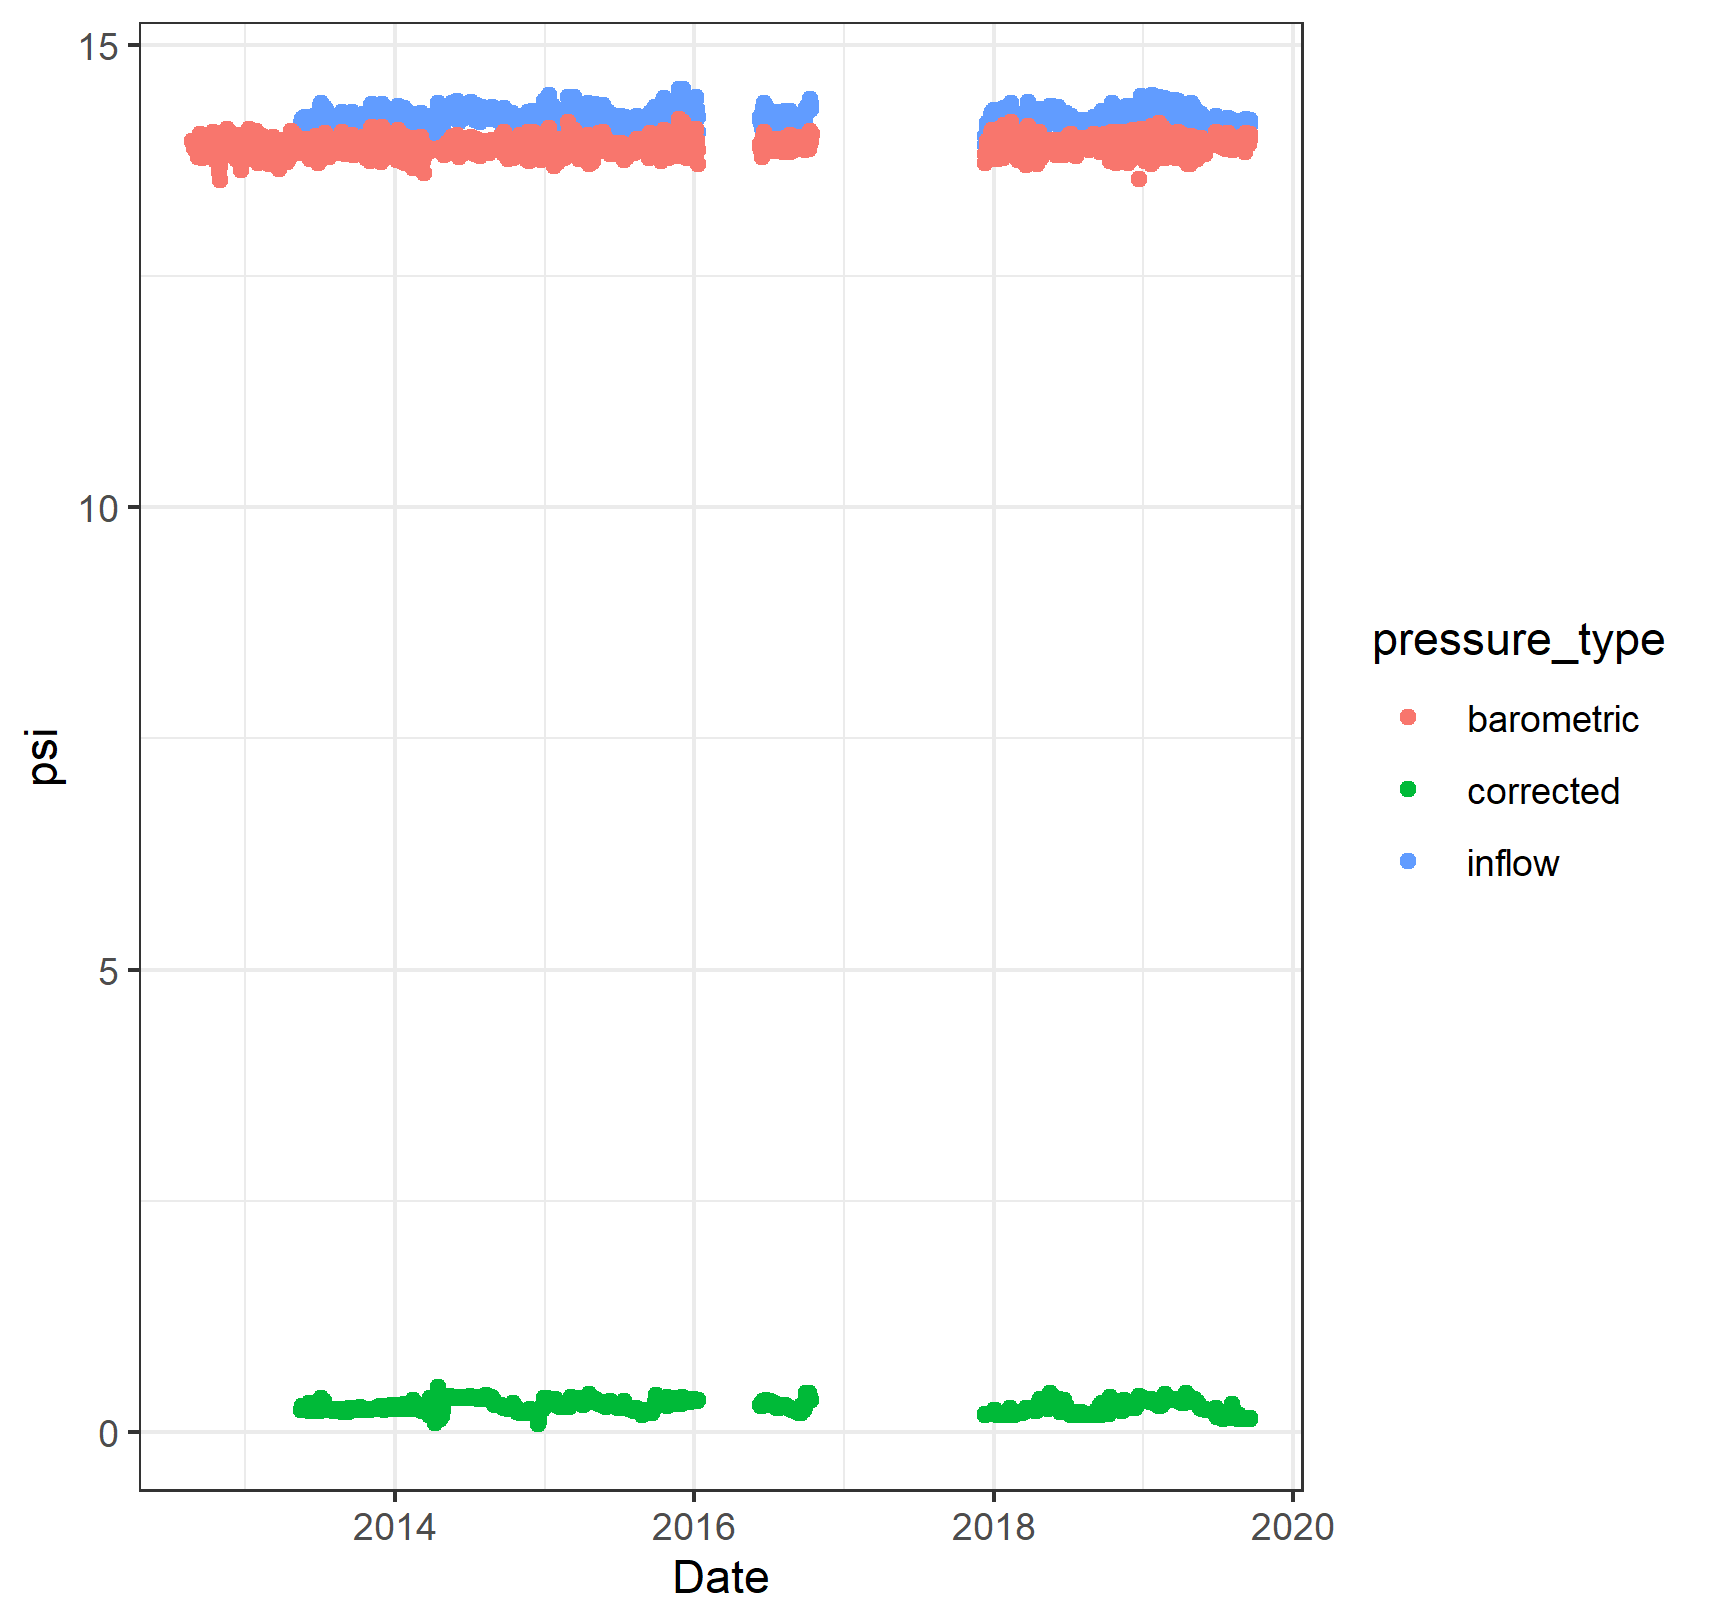 15
10
5
0
psi
2014
2016
2018
2020
Date
pressure_type
barometric
corrected
inflow